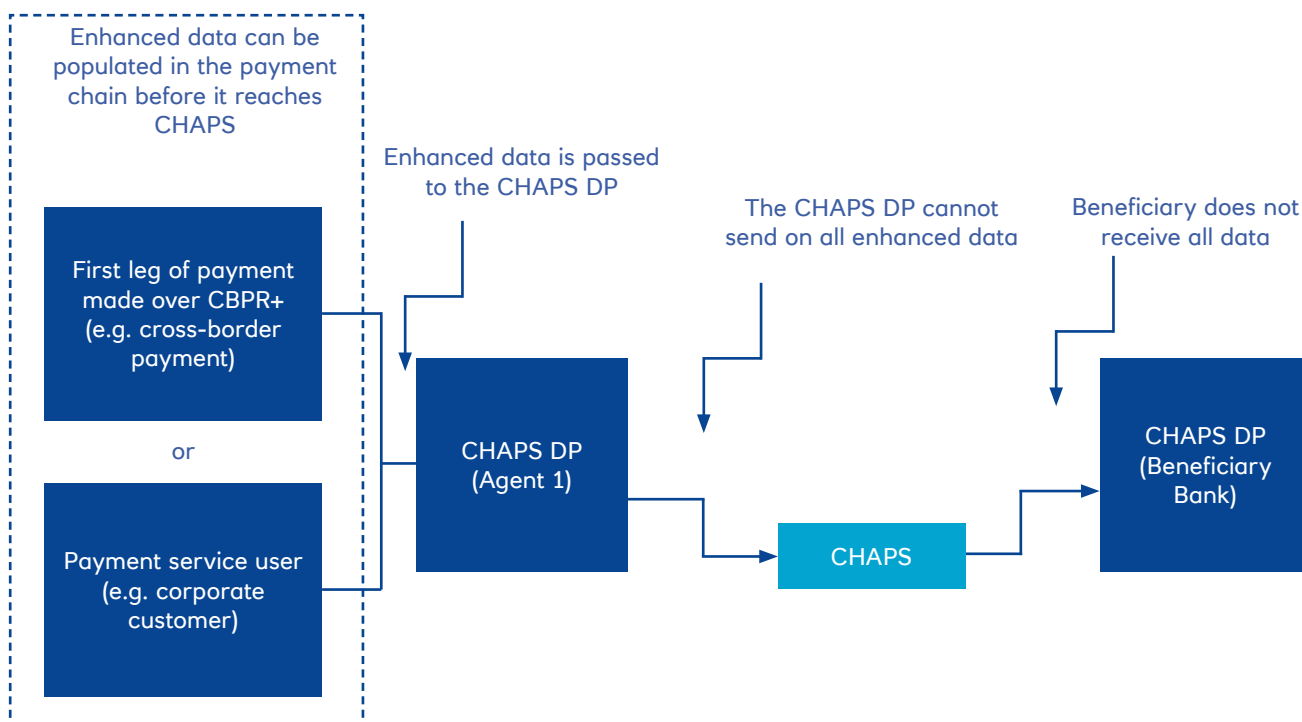 Enhanced data can be
populated in the payment
chain before it reaches
CHAPS
Enhanced data is passed
to the CHAPS DP
The CHAPS DP cannot
send on all enhanced data
Beneficiary does not
receive all data
First leg of payment
made over CBPR+
(e.g. cross-border
payment)
or
Payment service user
(e.g. corporate
customer)
CHAPS DP
(Agent 1)
CHAPS
CHAPS DP
(Beneficiary
Bank)